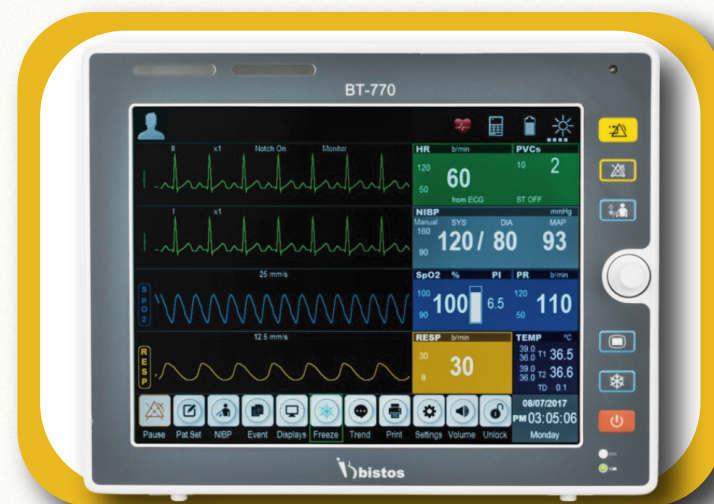 BT-770
II x1 Notch On Monitor
HR b/min
120
50
60
from ECG
PVCs
10
2
ST OFF
I x1
NIBP mmHg
Manual SYS DIA MAP
160
90
120 / 80 93
25 mm/s
SPO2
SpO2 % PI
100
90
100
6.5
PR b/min
120
50
110
12.5 mm/s
RESP
RESP b/min
30
8
30
TEMP °C
39.0
36.0 T1 36.5
39.0
36.0 T2 36.6
TD 0.1
Pause Pat.Set NIBP Event Displays Freeze Trend Print Settings Volume Unlock
08/07/2017
PM 03:05:06
Monday
bistos